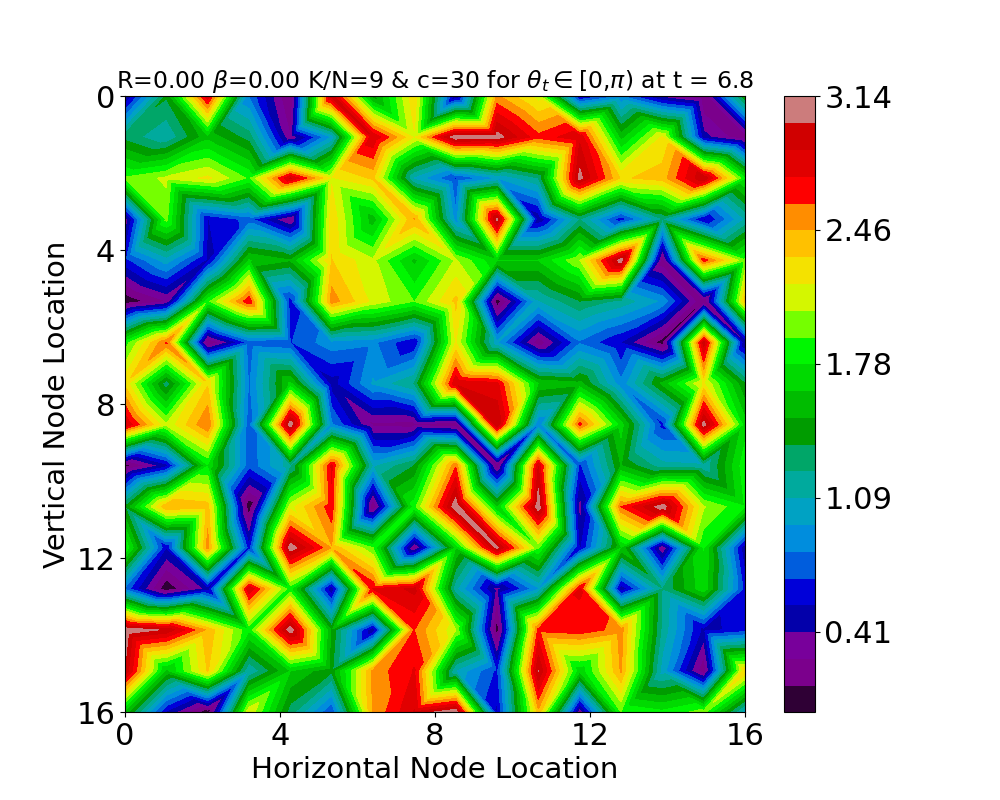 R=0.00 β=0.00 K/N=9 & c=30 for θ_t ∈ [0,π) at t = 6.8
0
4
8
12
16
Vertical Node Location
0 4 8 12 16
Horizontal Node Location
3.14
2.46
1.78
1.09
0.41